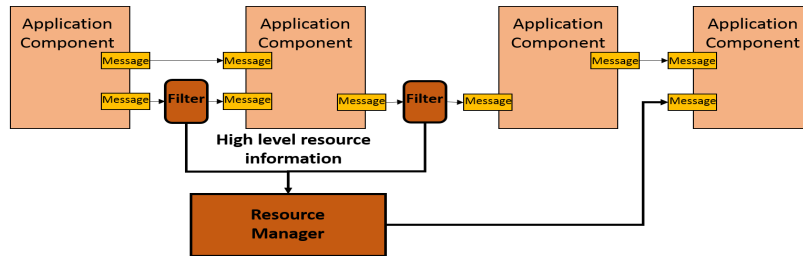 Application
Component
Application
Component
Application
Component
Application
Component
Message
Message
Message
Message
Message
Filter
Message
Message
Filter
Message
Message
High level resource
information
Resource
Manager